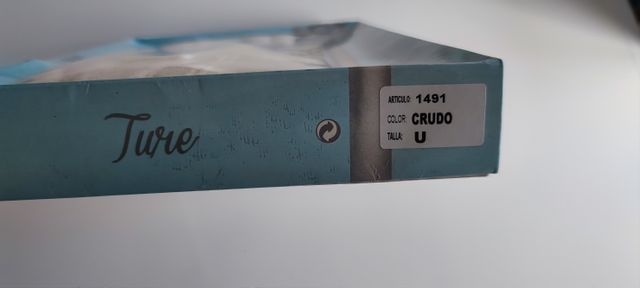 Ture
ARTICULO: 1491
COLOR: CRUDO
TALLA: U